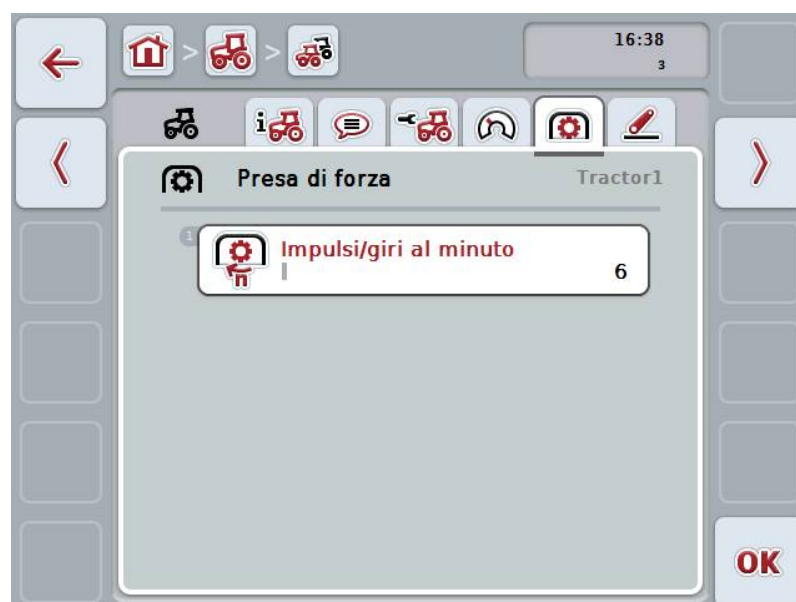 > >
16:38
3
i
Presa di forza
Tractor1
1
Impulsi/giri al minuto
n
6
OK